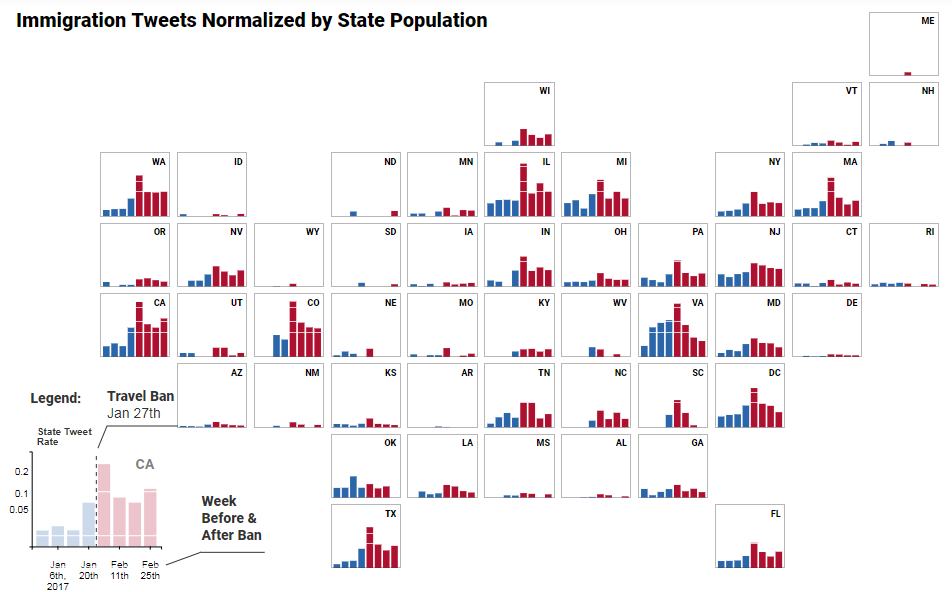 Immigration Tweets Normalized by State Population
ME
WI
VT
NH
WA
ID
ND
MN
IL
MI
NY
MA
OR
NV
WY
SD
IA
IN
OH
PA
NJ
CT
RI
CA
UT
CO
NE
MO
KY
WV
VA
MD
DE
AZ
NM
KS
AR
TN
NC
SC
DC
OK
LA
MS
AL
GA
TX
FL
Legend:
Travel Ban
Jan 27th
State Tweet
Rate
CA
0.2
0.1
0.05
Jan
6th,
2017
Jan
20th
Feb
11th
Feb
25th
Week
Before &
After Ban